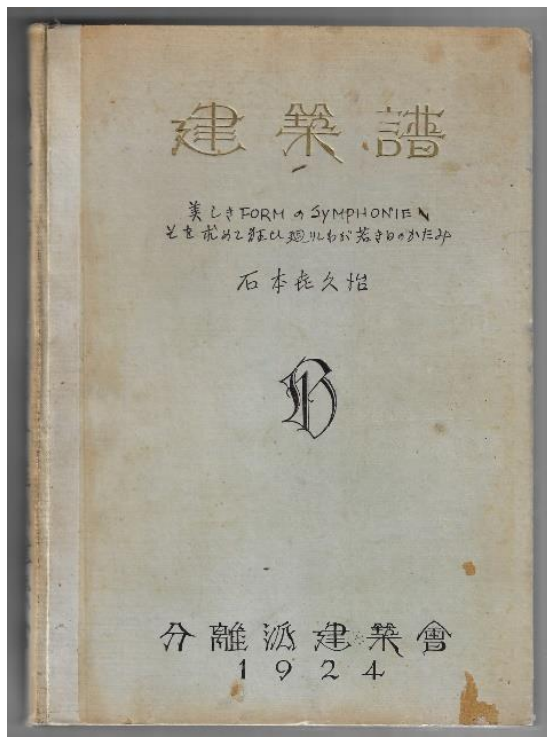 建築譜
美しきFORMのSYMPHONIEヘ
そを求めて狂ひ廻りしわが若き日のかたみ
石本喜久治
B
分離派建築會
1924